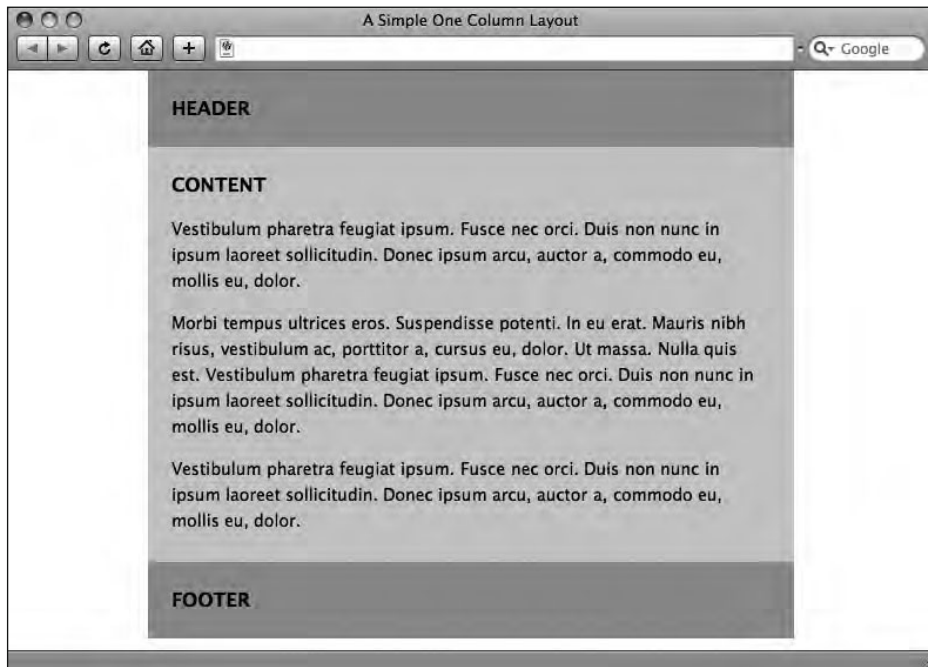 A Simple One Column Layout
Google
HEADER
CONTENT
Vestibulum pharetra feugiat ipsum. Fusce nec orci. Duis non nunc in
ipsum laoreet sollicitudin. Donec ipsum arcu, auctor a, commodo eu,
mollis eu, dolor.
Morbi tempus ultrices eros. Suspendisse potenti. In eu erat. Mauris nibh
risus, vestibulum ac, porttitor a, cursus eu, dolor. Ut massa. Nulla quis
est. Vestibulum pharetra feugiat ipsum. Fusce nec orci. Duis non nunc in
ipsum laoreet sollicitudin. Donec ipsum arcu, auctor a, commodo eu,
mollis eu, dolor.
Vestibulum pharetra feugiat ipsum. Fusce nec orci. Duis non nunc in
ipsum laoreet sollicitudin. Donec ipsum arcu, auctor a, commodo eu,
mollis eu, dolor.
FOOTER